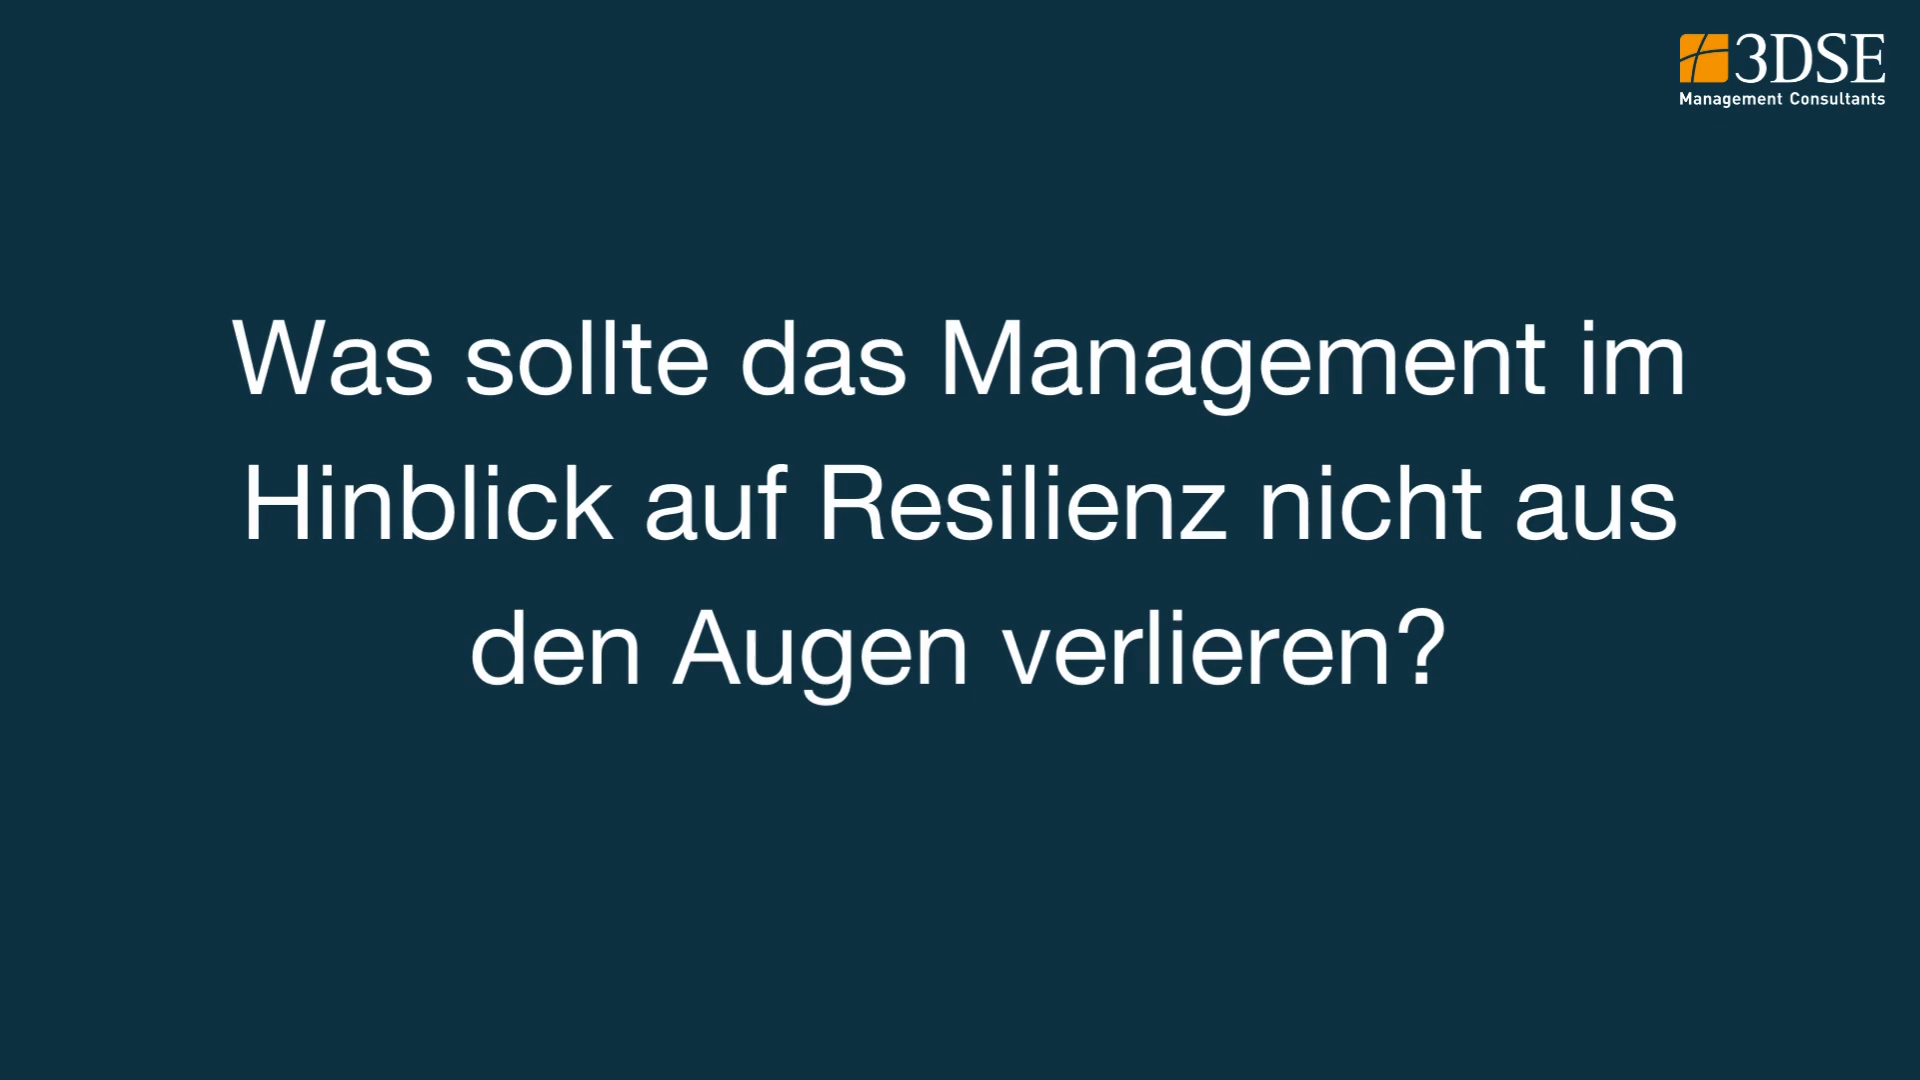 3DSE
Management Consultants
Was sollte das Management im
Hinblick auf Resilienz nicht aus
den Augen verlieren?